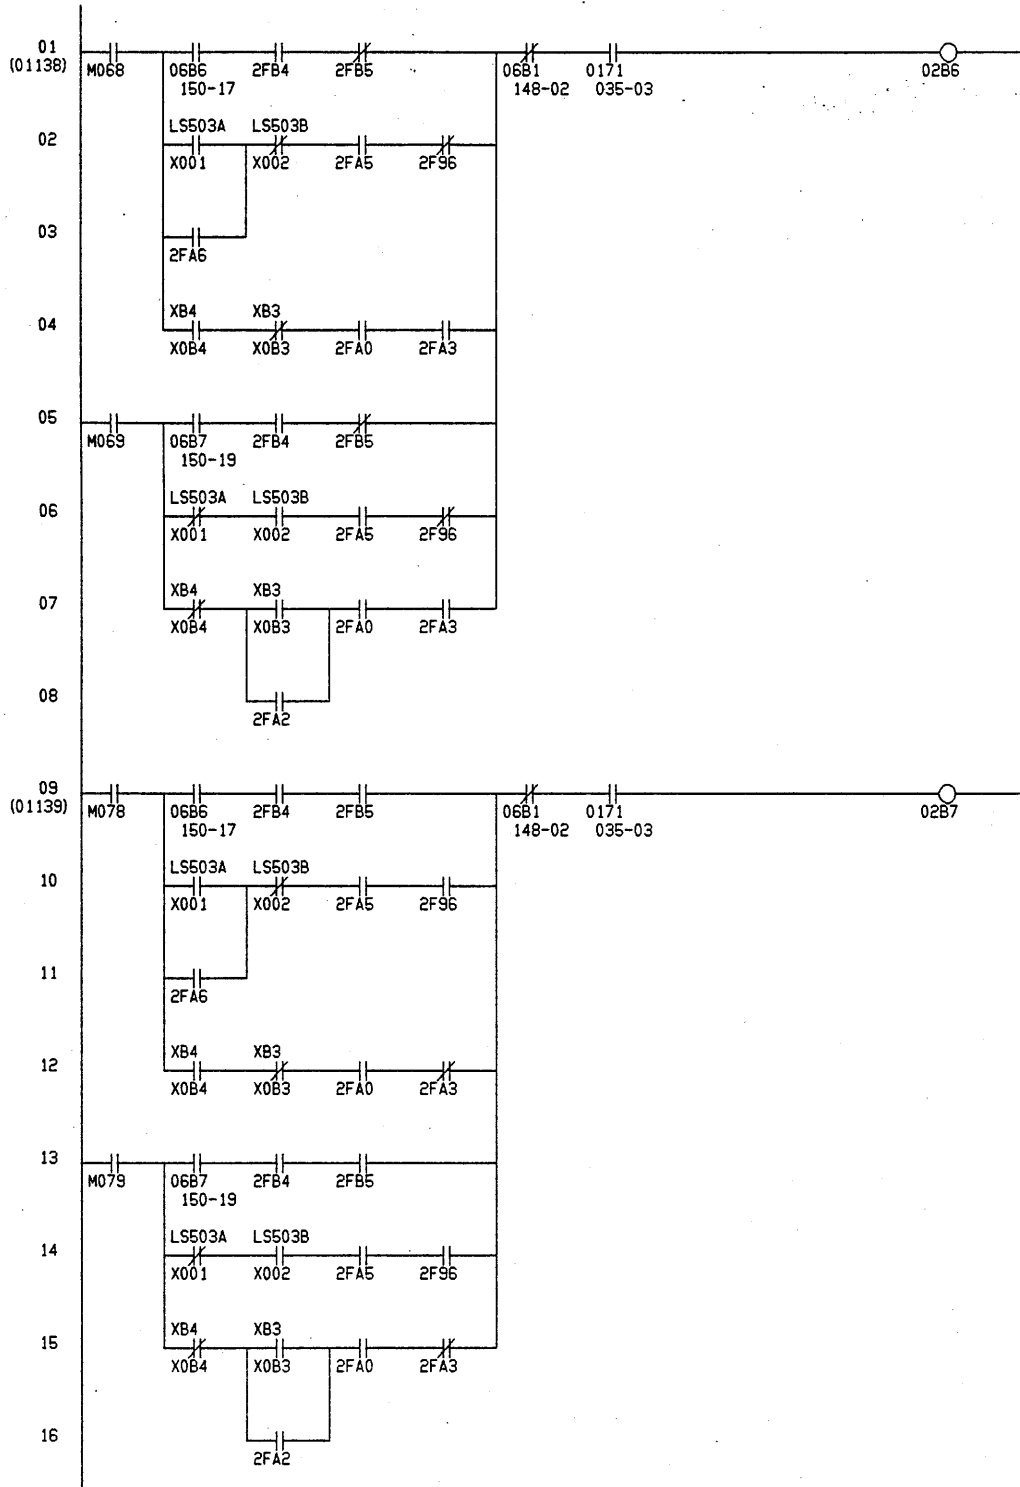 01
(01138) M068 06B6 2FB4 2FB5 06B1 0171 02B6
150-17 148-02 035-03
LS503A LS503B
02
X001 X002 2FA5 2F96
03
2FA6
XB4 XB3
04
X0B4 X0B3 2FA0 2FA3
05
M069 06B7 2FB4 2FB5
150-19
LS503A LS503B
06
X001 X002 2FA5 2F96
XB4 XB3
07
X0B4 X0B3 2FA0 2FA3
08
2FA2
09
(01139) M078 06B6 2FB4 2FB5 06B1 0171 02B7
150-17 148-02 035-03
LS503A LS503B
10
X001 X002 2FA5 2F96
11
2FA6
XB4 XB3
12
X0B4 X0B3 2FA0 2FA3
13
M079 06B7 2FB4 2FB5
150-19
LS503A LS503B
14
X001 X002 2FA5 2F96
XB4 XB3
15
X0B4 X0B3 2FA0 2FA3
16
2FA2